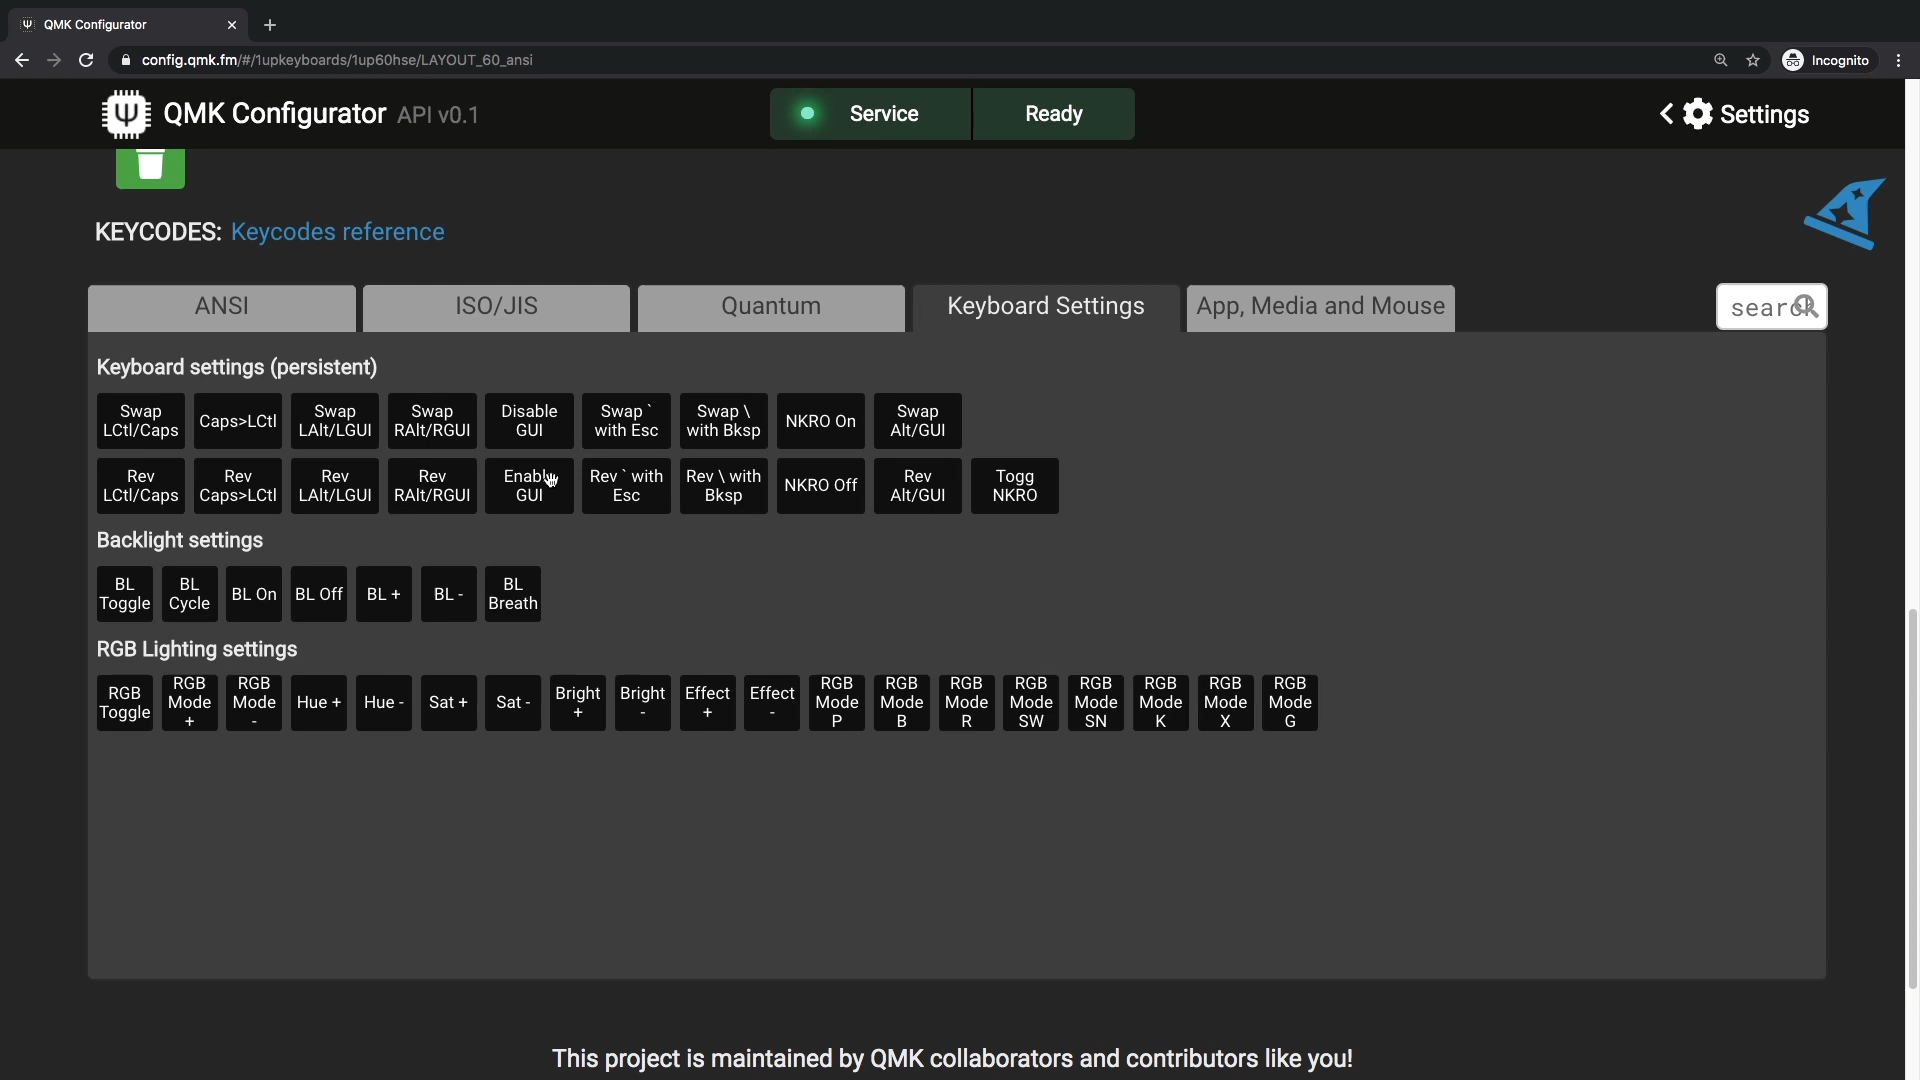 QMK Configurator
config.qmk.fm/#/1upkeyboards/1up60hse/LAYOUT_60_ansi
Incognito
QMK Configurator API v0.1
Service
Ready
Settings
KEYCODES: Keycodes reference
ANSI
ISO/JIS
Quantum
Keyboard Settings
App, Media and Mouse
search
Keyboard settings (persistent)
Swap
LCtl/Caps
Caps>LCtl
Swap
LAlt/LGUI
Swap
RAlt/RGUI
Disable
GUI
Swap `
with Esc
Swap \
with Bksp
NKRO On
Swap
Alt/GUI
Rev
LCtl/Caps
Rev
Caps>LCtl
Rev
LAlt/LGUI
Rev
RAlt/RGUI
Enable
GUI
Rev ` with
Esc
Rev \ with
Bksp
NKRO Off
Rev
Alt/GUI
Togg
NKRO
Backlight settings
BL
Toggle
BL
Cycle
BL On
BL Off
BL +
BL -
BL
Breath
RGB Lighting settings
RGB
Toggle
RGB
Mode
+
RGB
Mode
-
Hue +
Hue -
Sat +
Sat -
Bright
+
Bright
-
Effect
+
Effect
-
RGB
Mode
P
RGB
Mode
B
RGB
Mode
R
RGB
Mode
SW
RGB
Mode
SN
RGB
Mode
K
RGB
Mode
X
RGB
Mode
G
This project is maintained by QMK collaborators and contributors like you!